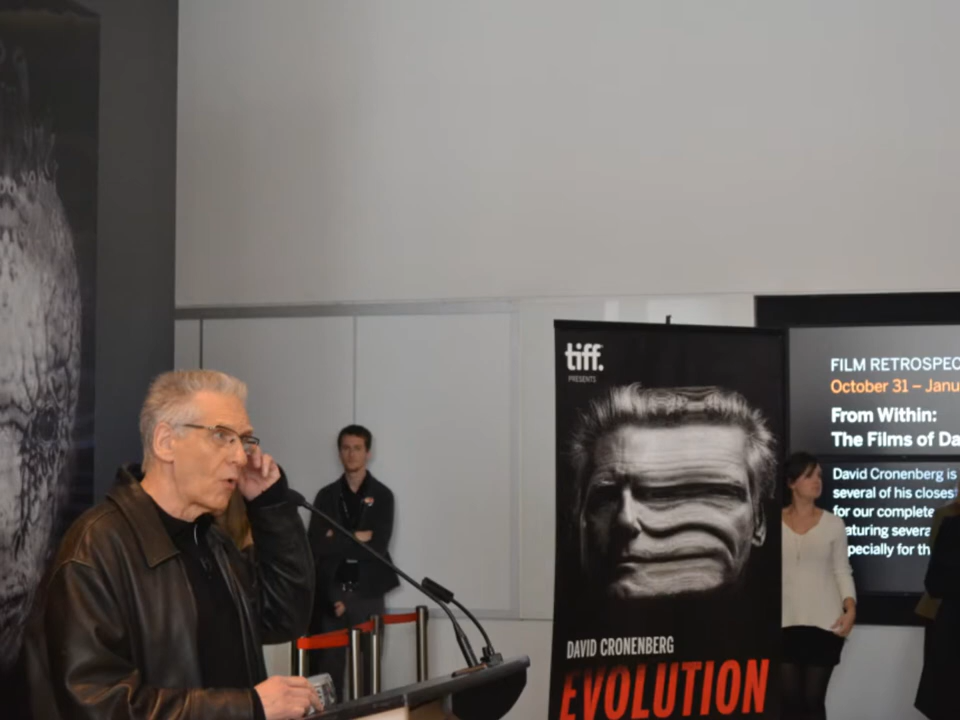 tiff.
PRESENTS
DAVID CRONENBERG
EVOLUTION
FILM RETROSPEC
October 31 – Janu
From Within:
The Films of Da
David Cronenberg is
several of his closest
for our complete
aturing severa
pecially for th